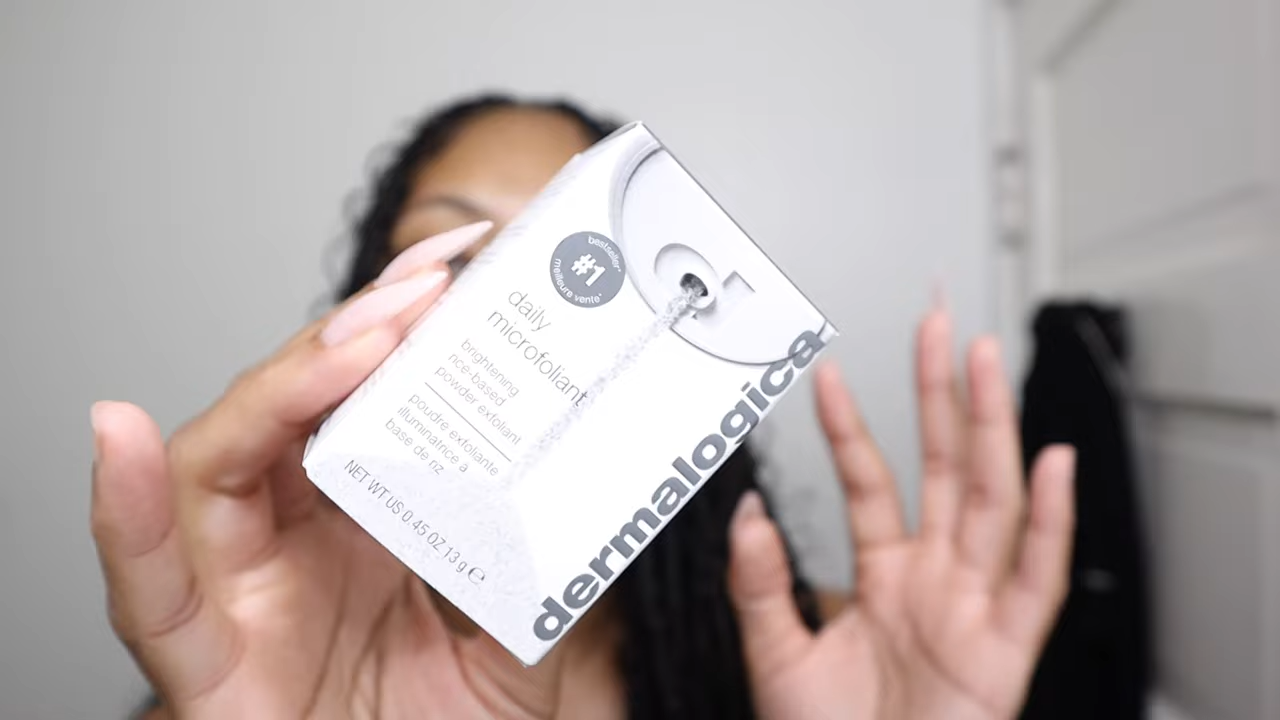 bestseller*
#1
meilleure vente*
daily
microfoliant
brightening
rice-based
powder exfoliant
poudre exfoliante
illuminatrice à
base de riz
NET WT US 0.45 OZ 13 g ℮
dermalogica